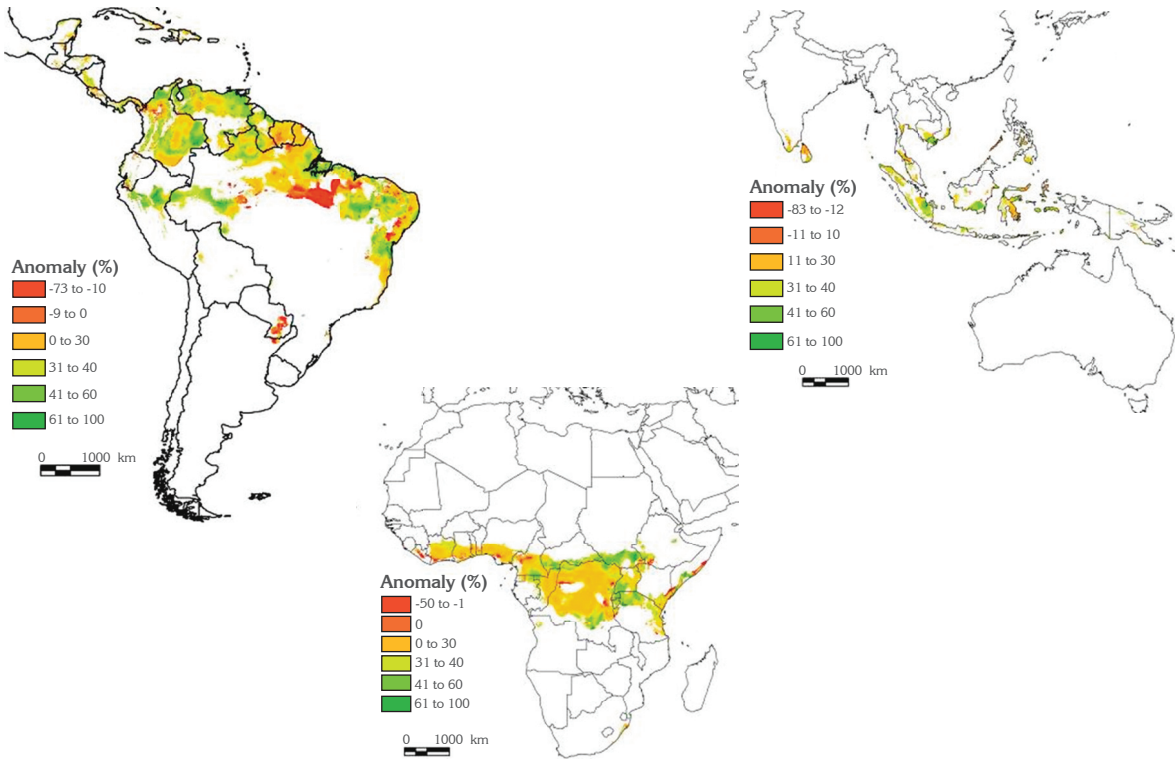 Anomaly (%)
-73 to -10
-9 to 0
0 to 30
31 to 40
41 to 60
61 to 100
0 1000 km
Anomaly (%)
-83 to -12
-11 to 10
11 to 30
31 to 40
41 to 60
61 to 100
0 1000 km
Anomaly (%)
-50 to -1
0
0 to 30
31 to 40
41 to 60
61 to 100
0 1000 km